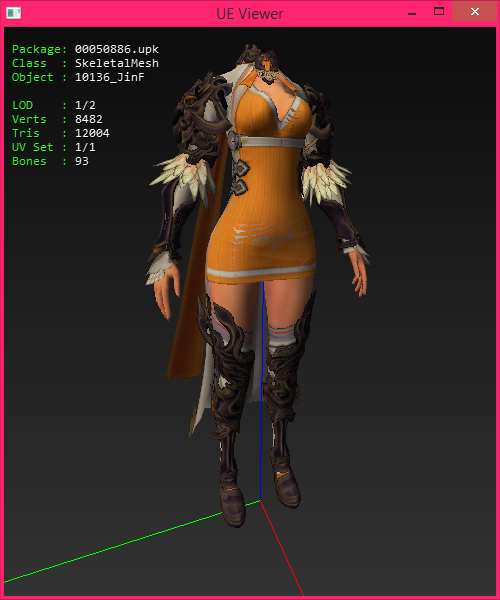 UE Viewer
Package: 00050886.upk
Class : SkeletalMesh
Object : 10136_JinF
LOD : 1/2
Verts : 8482
Tris : 12004
UV Set : 1/1
Bones : 93